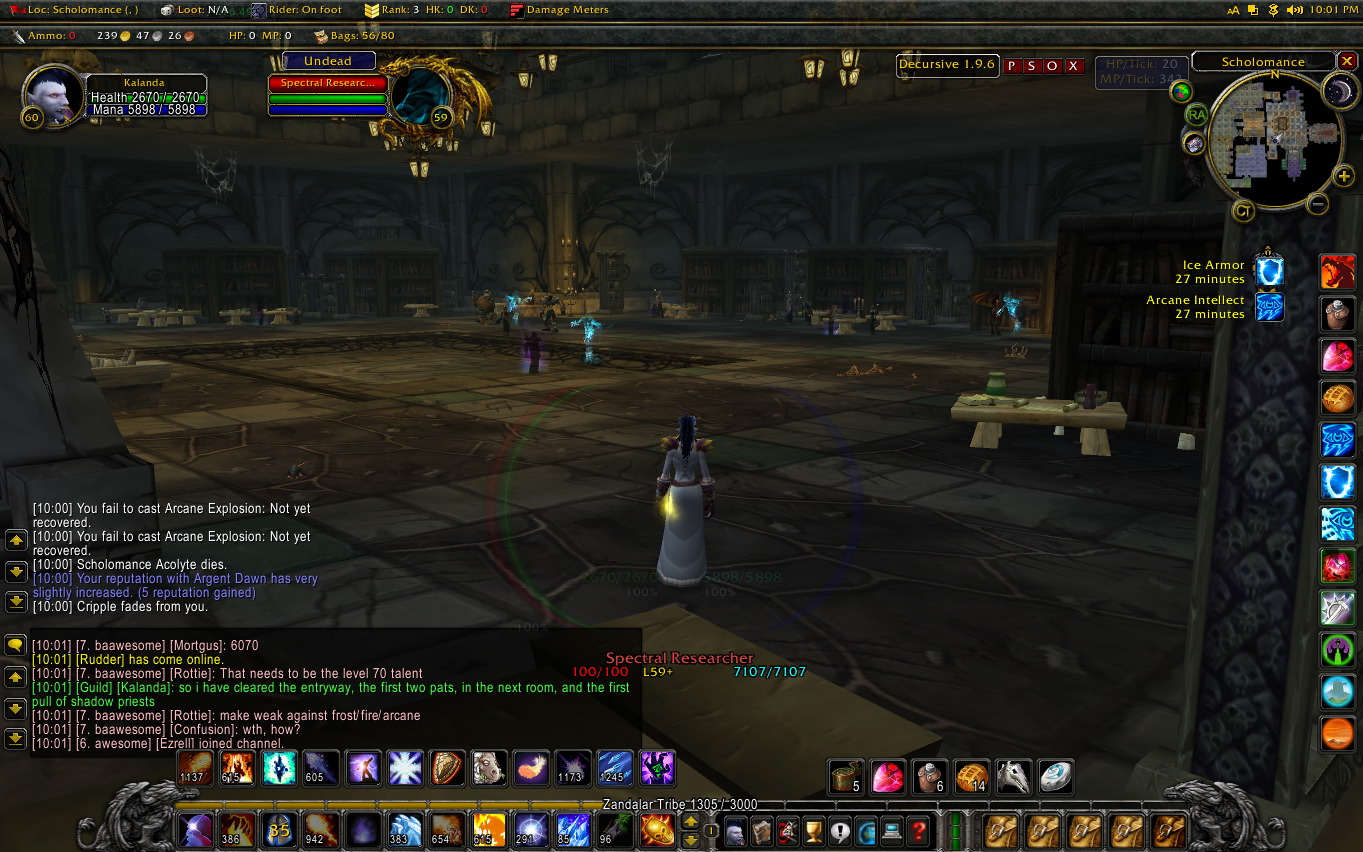 Loc: Scholomance (, ) Loot: N/A Rider: On foot Rank: 3 HK: 0 DK: 0 Damage Meters 10:01 PM
Ammo: 0 239 47 26 HP: 0 MP: 0 Bags: 56/80
Undead
Decursive 1.9.6 P S O X
HP/Tick: 20
MP/Tick: 342
Scholomance
N
Kalanda
Health 2670 / 2670
Mana 5898 / 5898
60
Spectral Researc...
59
RA
CT
Ice Armor
27 minutes
Arcane Intellect
27 minutes
[10:00] You fail to cast Arcane Explosion: Not yet
recovered.
[10:00] You fail to cast Arcane Explosion: Not yet
recovered.
[10:00] Scholomance Acolyte dies.
[10:00] Your reputation with Argent Dawn has very
slightly increased. (5 reputation gained)
[10:00] Cripple fades from you.
2670/2670 5898/5898
100% 100%
100%
Spectral Researcher
100/100 L59+ 7107/7107
[10:01] [7. baawesome] [Mortgus]: 6070
[10:01] [Rudder] has come online.
[10:01] [7. baawesome] [Rottie]: That needs to be the level 70 talent
[10:01] [Guild] [Kalanda]: so i have cleared the entryway, the first two pats, in the next room, and the first
pull of shadow priests
[10:01] [7. baawesome] [Rottie]: make weak against frost/fire/arcane
[10:01] [7. baawesome] [Confusion]: wth, how?
[10:01] [6. awesome] [Ezrell] joined channel.
1137 615 605 1173 1245
5 6 14
Zandalar Tribe 1305 / 3000
386 35 942 383 654 615 291 85 96 1